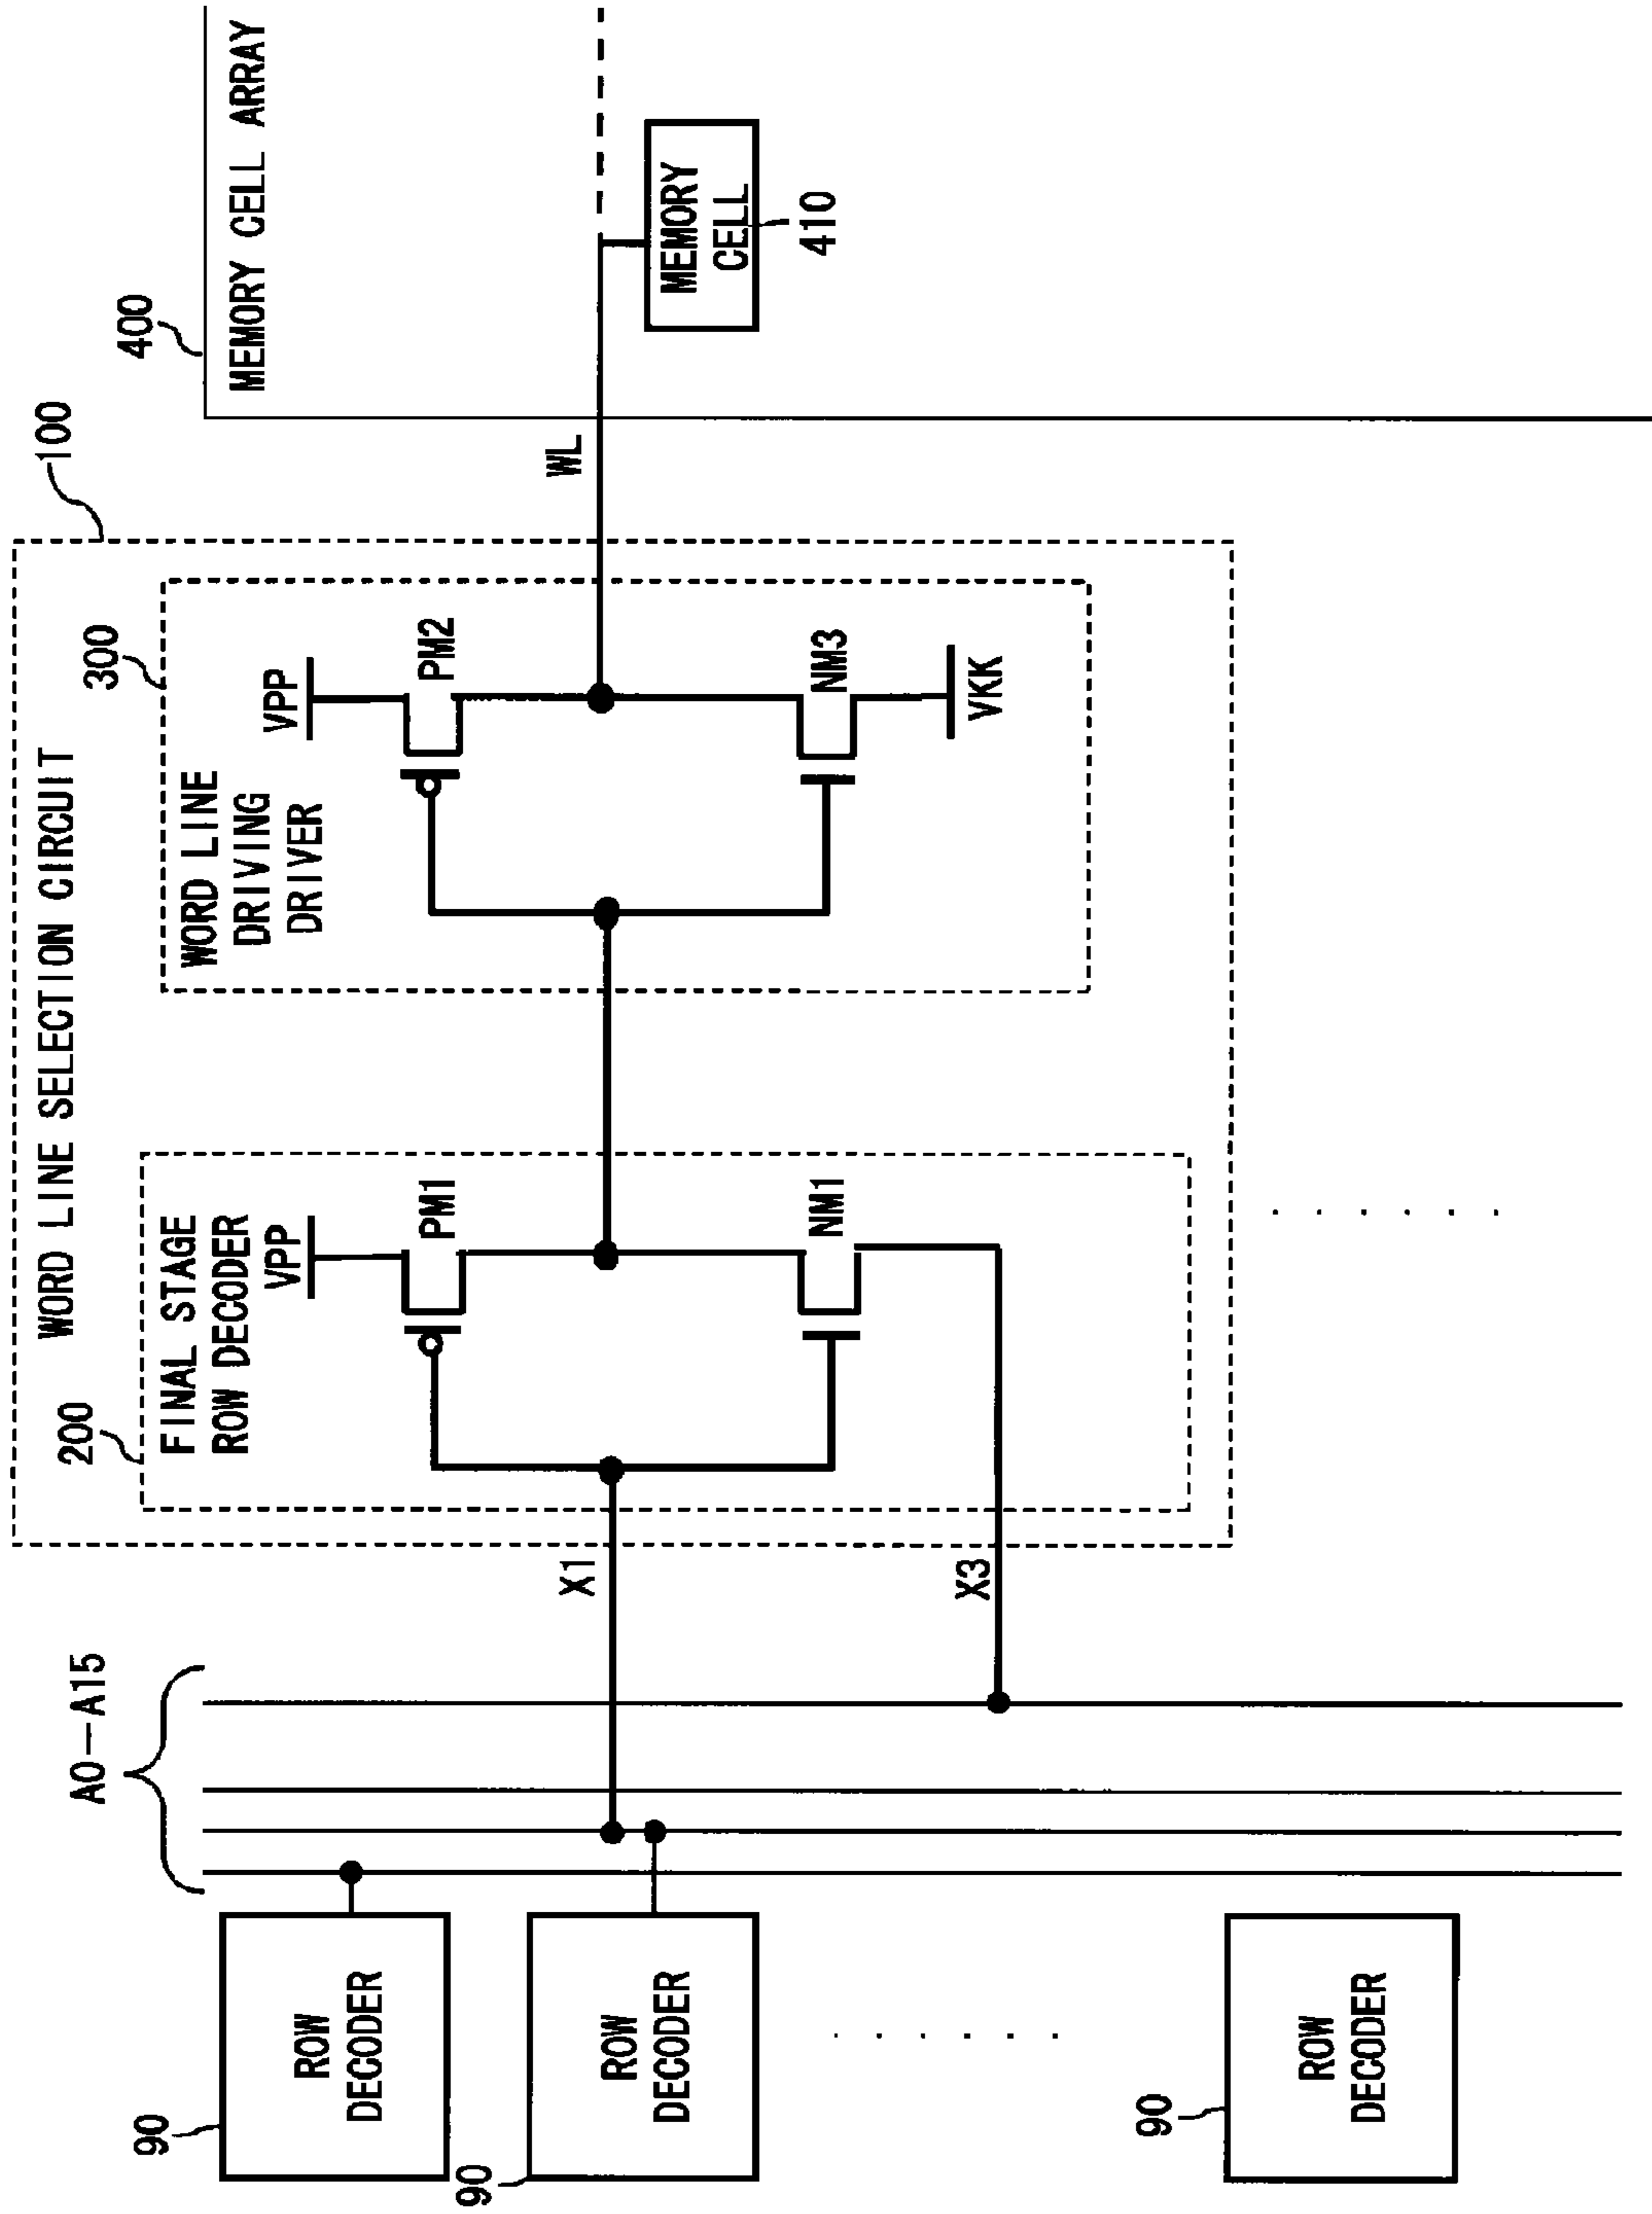 WORD LINE SELECTION CIRCUIT
100
200
FINAL STAGE
ROW DECODER
VPP
PM1
NM1
300
WORD LINE
DRIVING
DRIVER
VPP
PM2
NM3
VKK
WL
400
MEMORY CELL ARRAY
MEMORY
CELL
410
A0-A15
X1
X3
90
ROW
DECODER
90
ROW
DECODER
90
ROW
DECODER